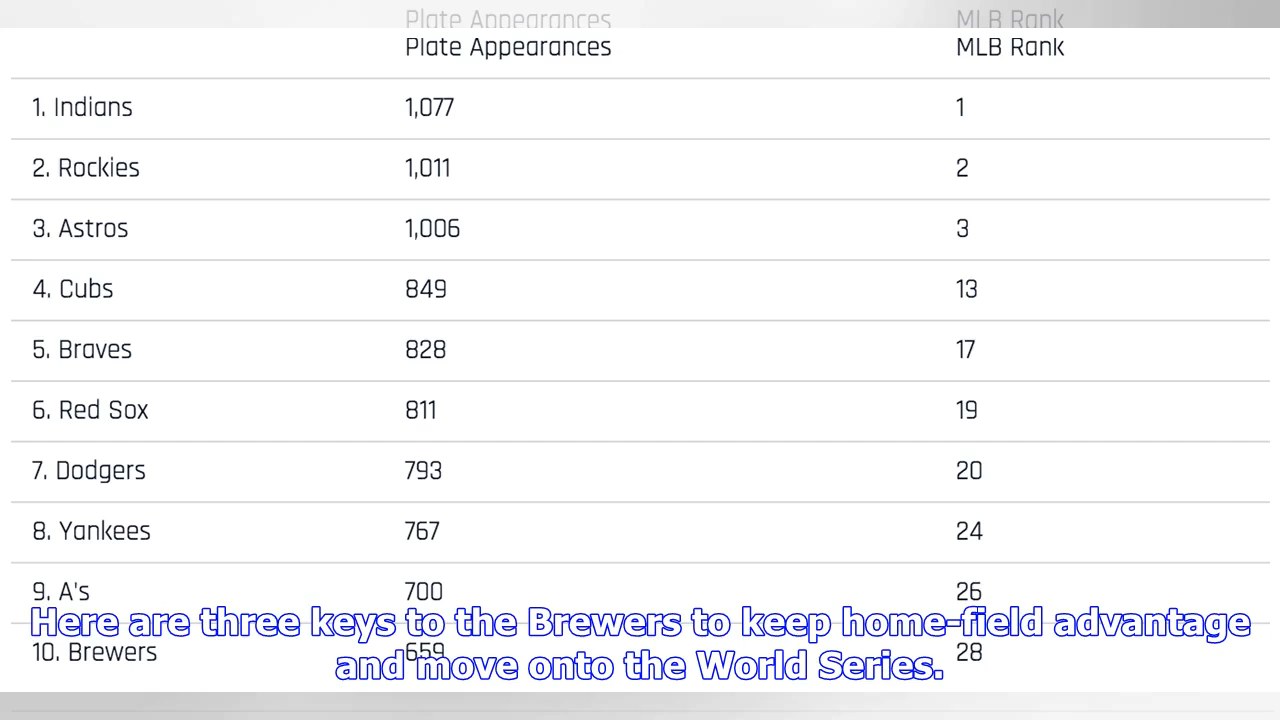 Plate Appearances MLB Rank
Plate Appearances MLB Rank
1. Indians 1,077 1
2. Rockies 1,011 2
3. Astros 1,006 3
4. Cubs 849 13
5. Braves 828 17
6. Red Sox 811 19
7. Dodgers 793 20
8. Yankees 767 24
9. A's 700 26
Here are three keys to the Brewers to keep home-field advantage
10. Brewers 659 28
and move onto the World Series.